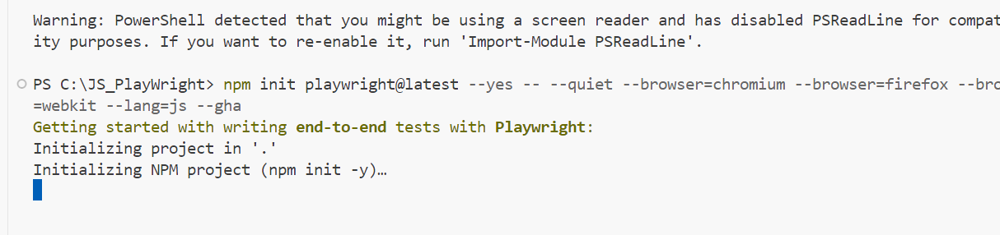 Warning: PowerShell detected that you might be using a screen reader and has disabled PSReadLine for compat
ity purposes. If you want to re-enable it, run 'Import-Module PSReadLine'.
PS C:\JS_PlayWright> npm init playwright@latest --yes -- --quiet --browser=chromium --browser=firefox --bro
=webkit --lang=js --gha
Getting started with writing end-to-end tests with Playwright:
Initializing project in '.'
Initializing NPM project (npm init -y)…